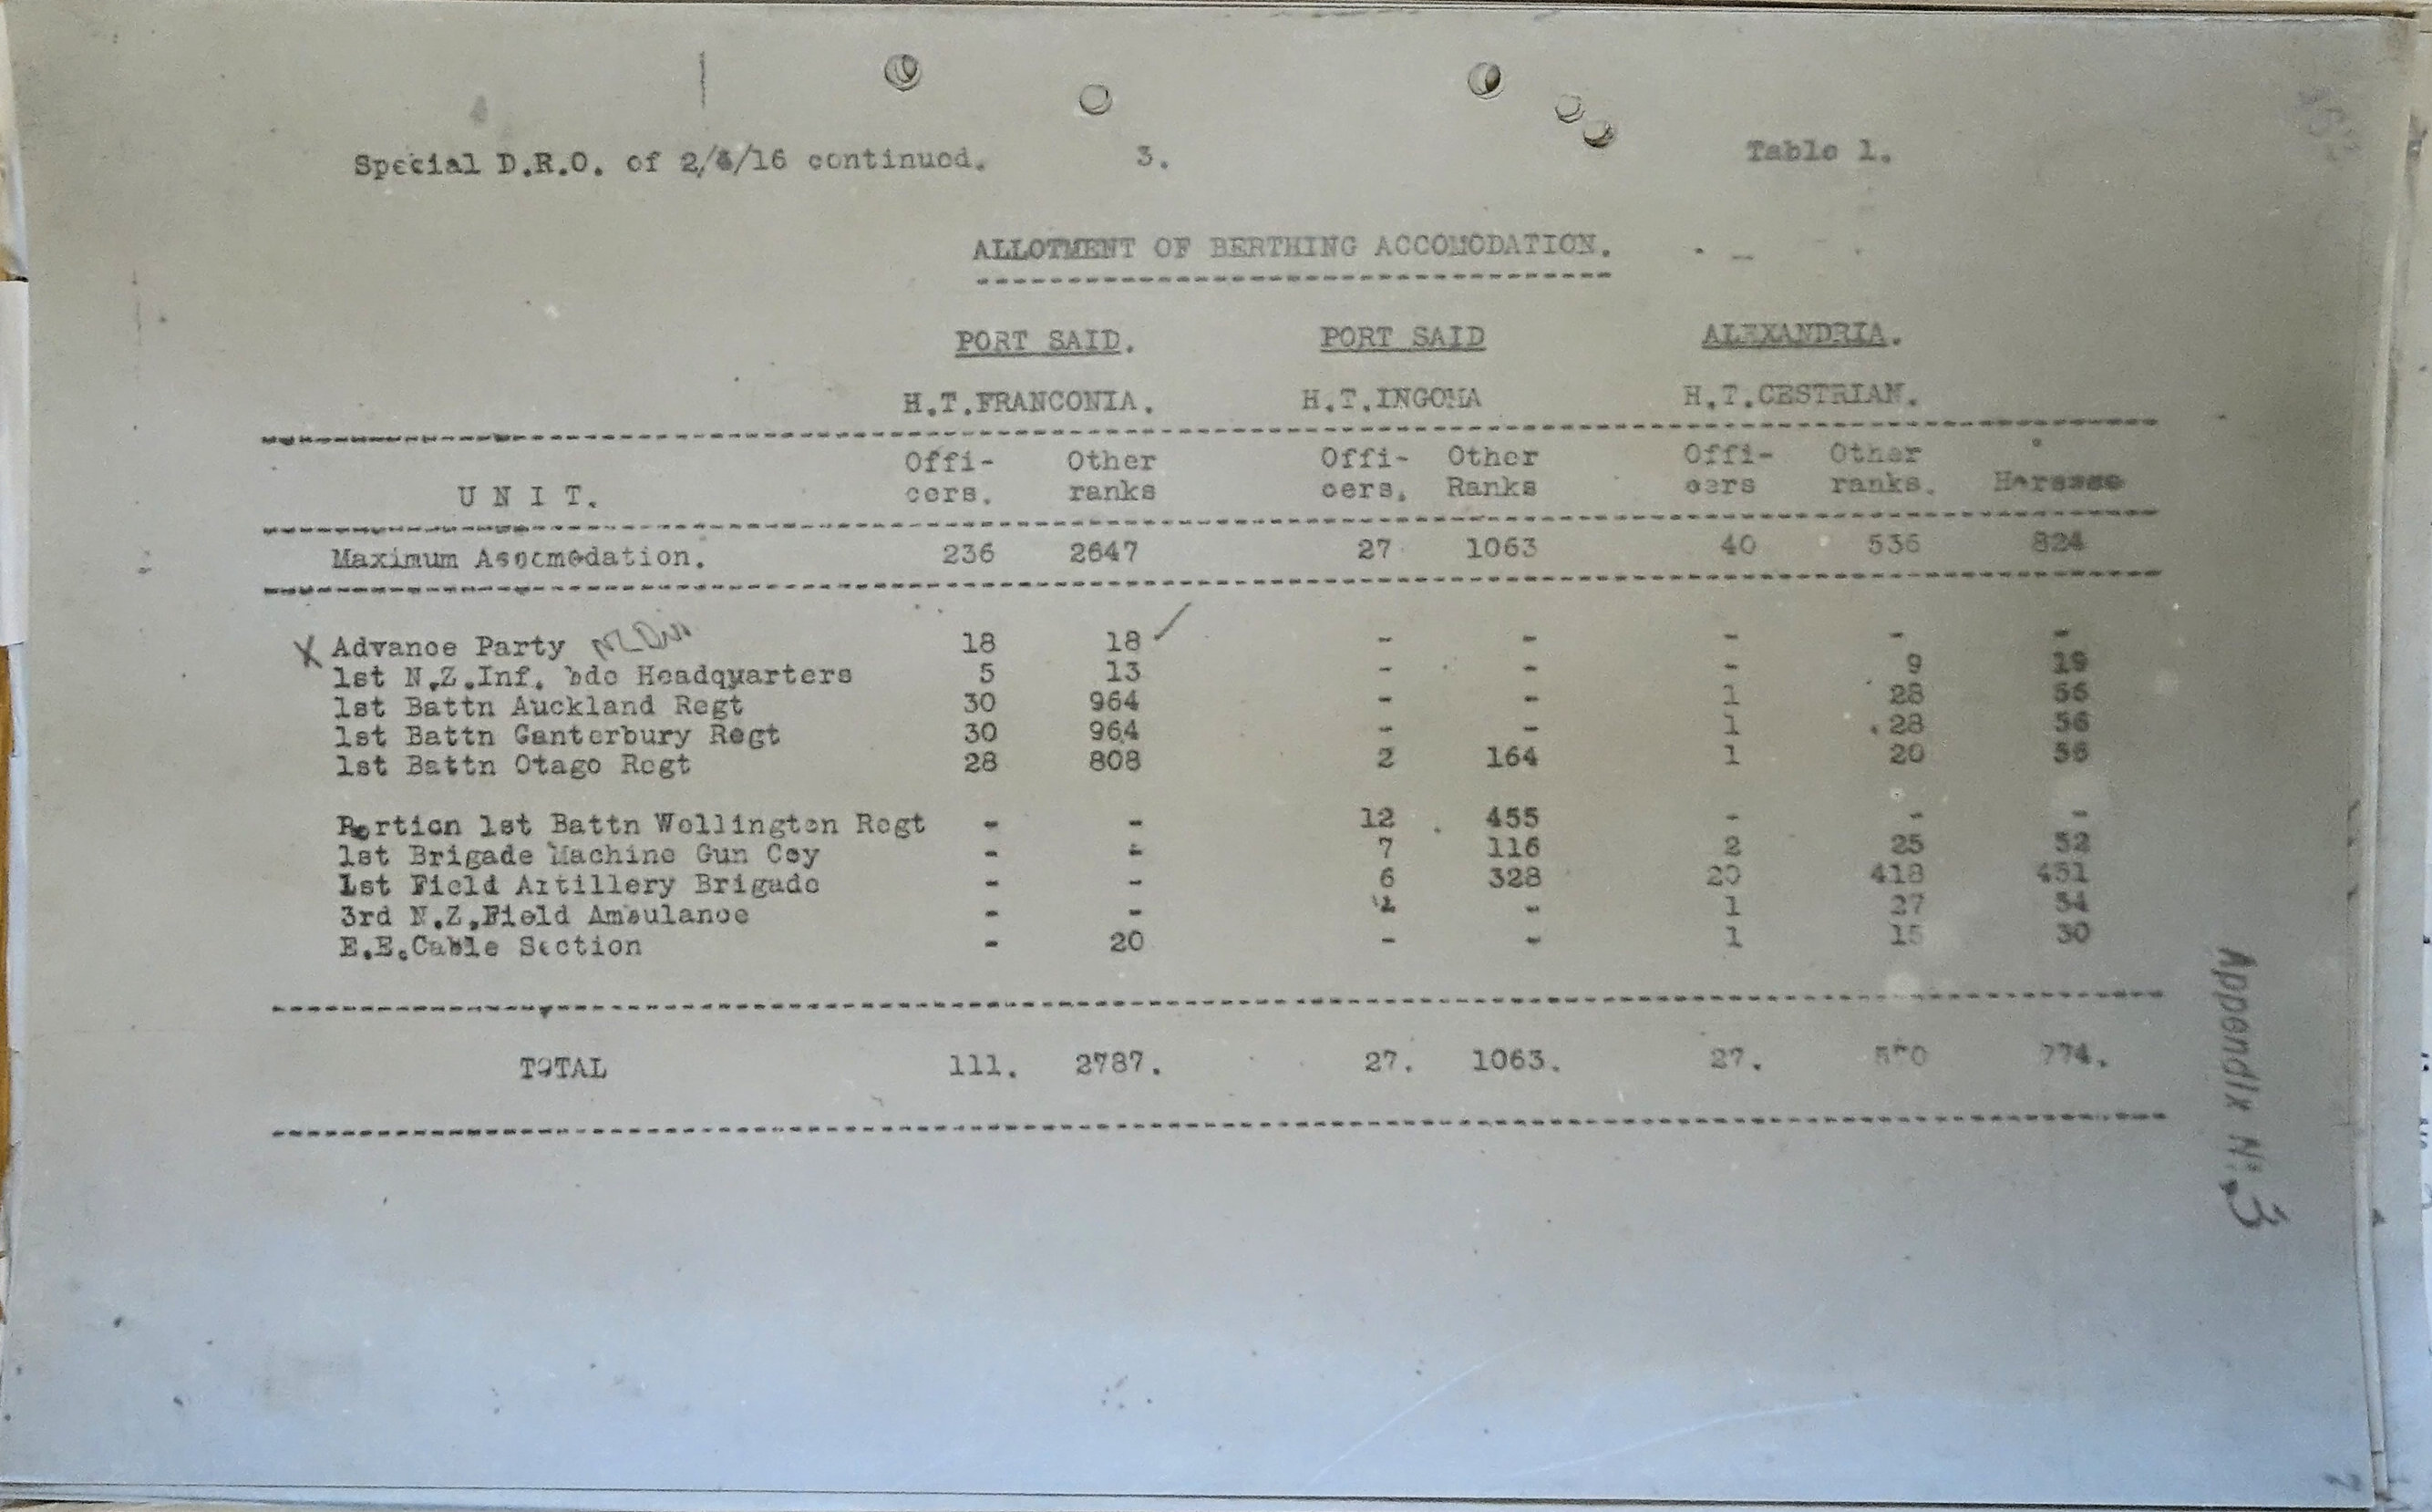 Special D.R.O. of 2/4/16 continued. 3. Table 1.
ALLOTMENT OF BERTHING ACCOMODATION.
PORT SAID. PORT SAID ALEXANDRIA.
H.T.FRANCONIA. H.T.INGOMA H.T.CESTRIAN.
Offi- Other Offi- Other Offi- Other
UNIT. cers. ranks cers. Ranks cers ranks. Horses
Maximum Accomodation. 236 2647 27 1063 40 536 824
X Advance Party 18 18 ✓ - - - - -
1st N.Z.Inf. bde Headquarters 5 13 - - - 9 19
1st Battn Auckland Regt 30 964 - - 1 28 56
1st Battn Canterbury Regt 30 964 - - 1 28 56
1st Battn Otago Regt 28 808 2 164 1 20 56
Portion 1st Battn Wellington Regt - - 12 455 - - -
1st Brigade Machine Gun Coy - - 7 116 2 25 52
1st Field Artillery Brigade - - 6 328 20 418 451
3rd N.Z.Field Ambulance - - - 1 27 54
E.E.Cable Section - 20 - - 1 15 30
TOTAL 111. 2787. 27. 1063. 27. 570 774.
Appendix No. 3